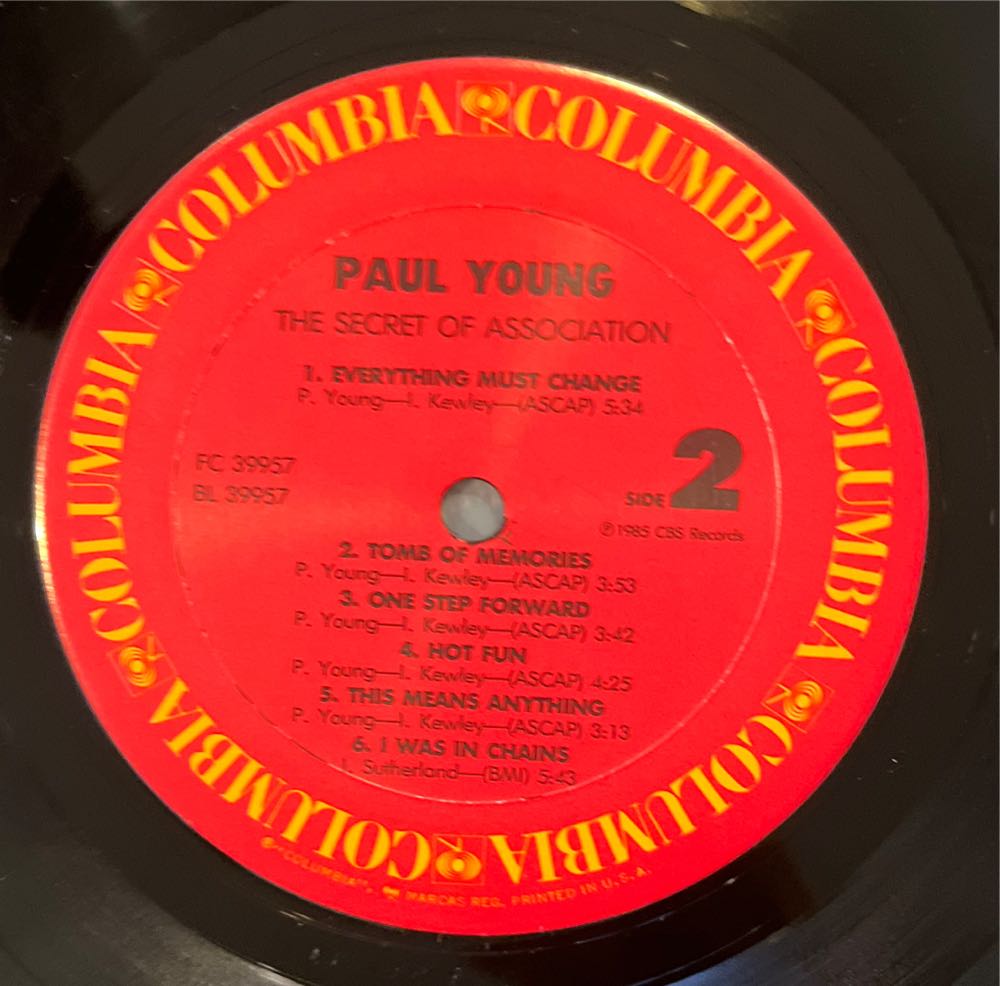 COLUMBIA COLUMBIA COLUMBIA COLUMBIA COLUMBIA COLUMBIA COLUMBIA COLUMBIA
PAUL YOUNG
THE SECRET OF ASSOCIATION
1. EVERYTHING MUST CHANGE
P. Young—I. Kewley—(ASCAP) 5:34
FC 39957
BL 39957
SIDE 2
℗1985 CBS Records
2. TOMB OF MEMORIES
P. Young—I. Kewley—(ASCAP) 3:53
3. ONE STEP FORWARD
P. Young—I. Kewley—(ASCAP) 3:42
4. HOT FUN
P. Young—I. Kewley—(ASCAP) 4:25
5. THIS MEANS ANYTHING
P. Young—I. Kewley—(ASCAP) 3:13
6. I WAS IN CHAINS
I. Sutherland—(BMI) 5:43
®"COLUMBIA", MARCAS REG. PRINTED IN U.S.A.